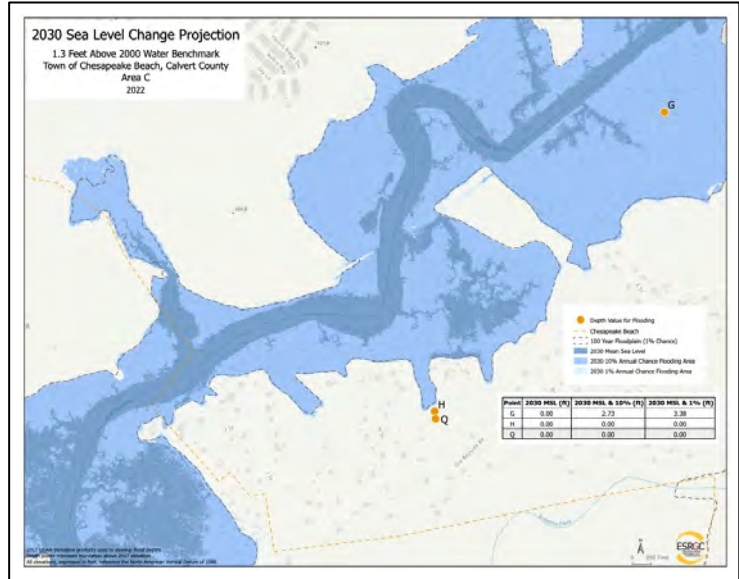 2030 Sea Level Change Projection
1.3 Feet Above 2000 Water Benchmark
Town of Chesapeake Beach, Calvert County
Area C
2022
G
H
Q
Depth Value for Flooding
Chesapeake Beach
100 Year Floodplain (1% Chance)
2030 Mean Sea Level
2030 10% Annual Chance Flooding Area
2030 1% Annual Chance Flooding Area
Point 2030 MSL (ft) 2030 MSL & 10% (ft) 2030 MSL & 1% (ft)
G 0.00 2.73 3.38
H 0.00 0.00 0.00
Q 0.00 0.00 0.00
All elevations, expressed in feet, reference the North American Vertical Datum of 1988
ESRGC